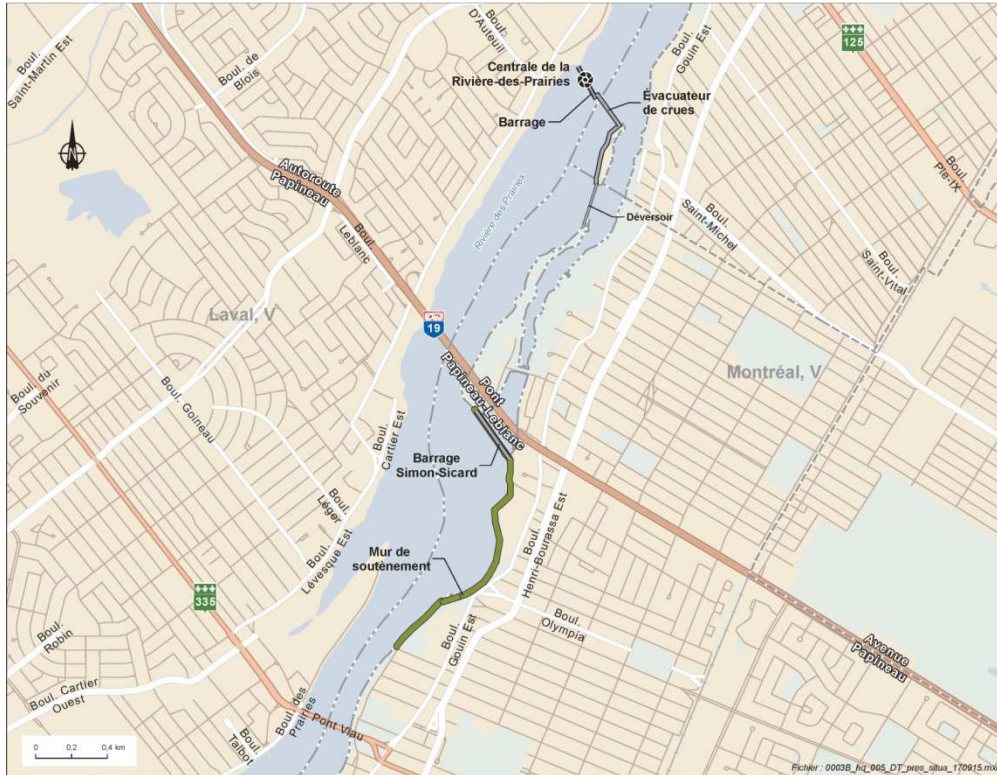 Boul.
Saint-Martin Est
Boul. de
Blois
Boul.
D'Auteuil
Boul.
Gouin Est
125
Centrale de la
Rivière-des-Prairies
Barrage
Évacuateur
de crues
N
Autoroute
Papineau
Boul.
Leblanc
Rivière des Prairies
Déversoir
Boul.
Saint-Michel
Boul.
Pie-IX
Boul.
Saint-Vital
Laval, V
19
Pont
Papineau-Leblanc
Montréal, V
Boul. du
Souvenir
Boul. Goineau
Boul.
Cartier Est
Barrage
Simon-Sicard
Boul.
Léger
Boul.
Lévesque Est
Mur de
soutènement
Boul.
Henri-Bourassa Est
335
Boul.
Robin
Boul.
Gouin Est
Boul.
Olympia
Avenue
Papineau
Boul. Cartier
Ouest
Boul. des
Prairies
Pont Viau
Boul.
Talbot
0 0,2 0,4 km